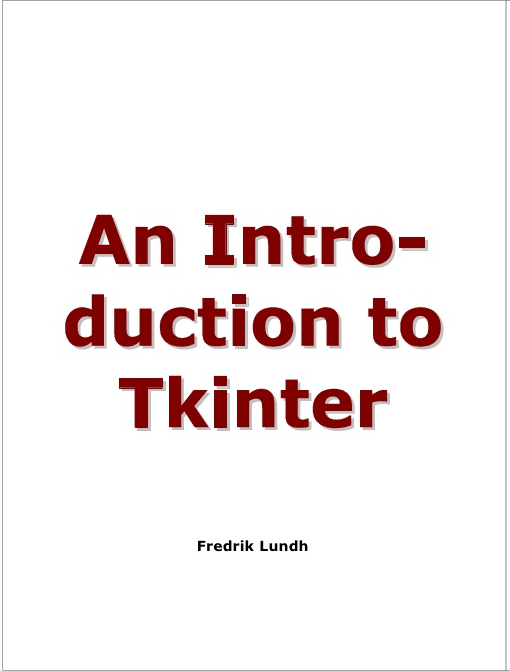 An Intro-
duction to
Tkinter
Fredrik Lundh